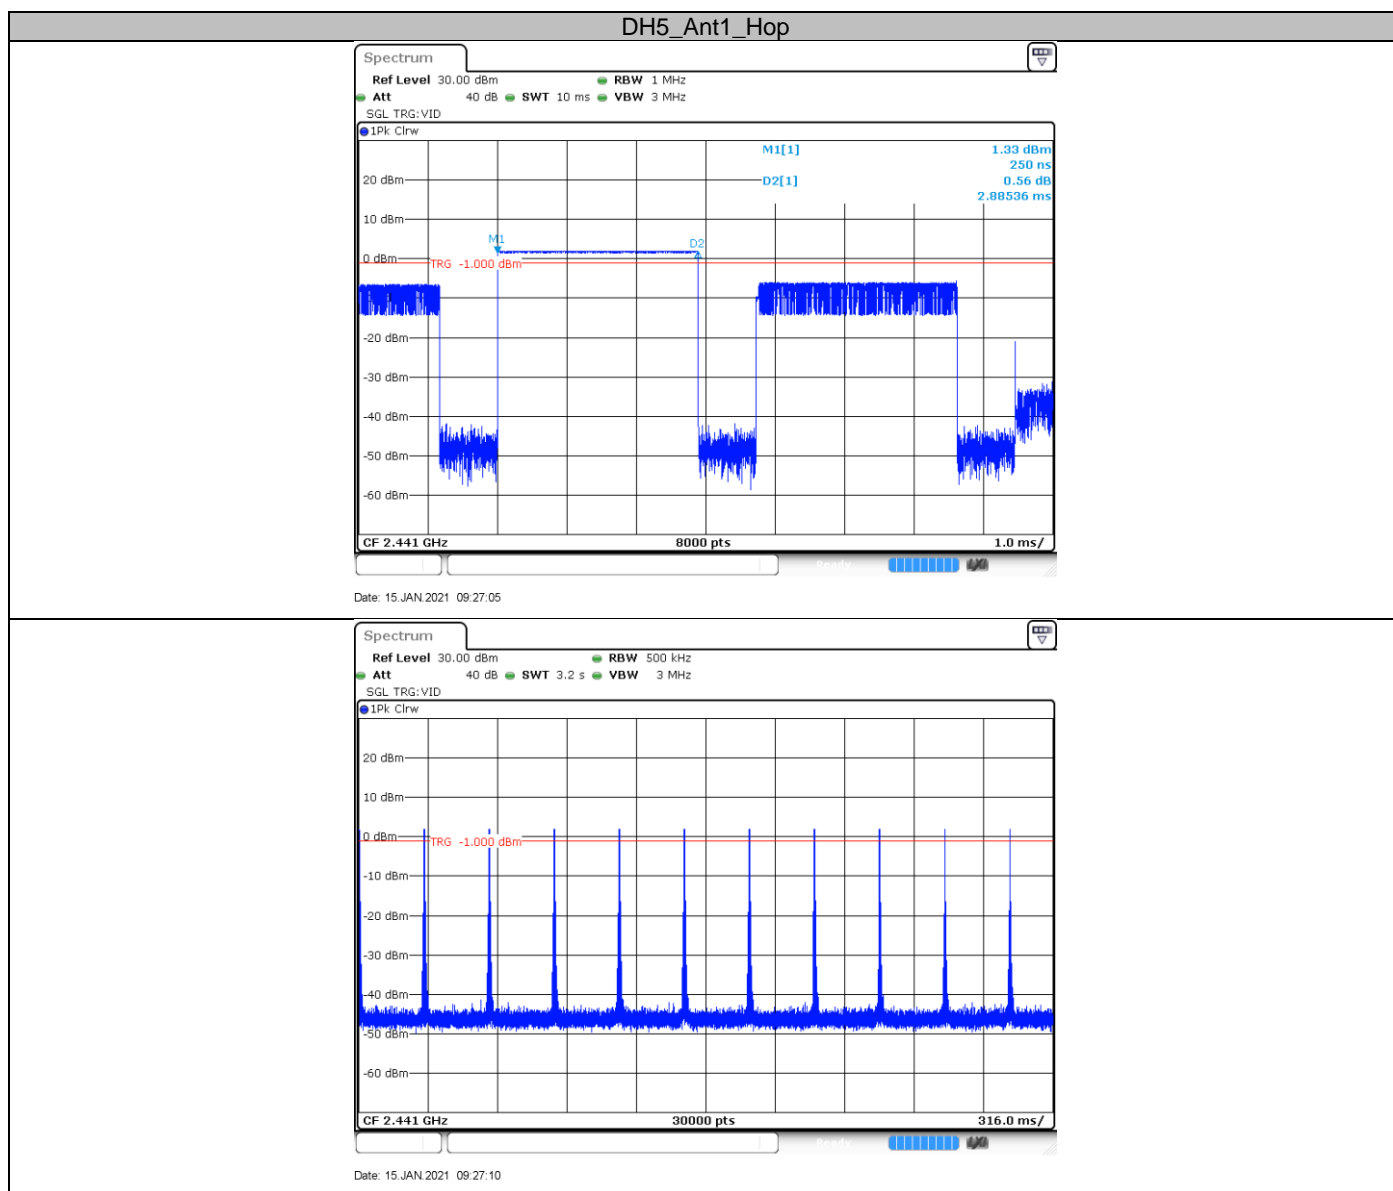 DH5_Ant1_Hop
Spectrum
Ref Level 30.00 dBm RBW 1 MHz
Att 40 dB SWT 10 ms VBW 3 MHz
SGL TRG:VID
1Pk Clrw
M1[1] 1.33 dBm
250 ns
20 dBm D2[1] 0.56 dB
2.88536 ms
10 dBm
M1 D2
0 dBm
TRG -1.000 dBm
-20 dBm
-30 dBm
-40 dBm
-50 dBm
-60 dBm
CF 2.441 GHz 8000 pts 1.0 ms/
Ready
Date: 15.JAN.2021 09:27:05
Spectrum
Ref Level 30.00 dBm RBW 500 kHz
Att 40 dB SWT 3.2 s VBW 3 MHz
SGL TRG:VID
1Pk Clrw
20 dBm
10 dBm
0 dBm
TRG -1.000 dBm
-10 dBm
-20 dBm
-30 dBm
-40 dBm
-50 dBm
-60 dBm
CF 2.441 GHz 30000 pts 316.0 ms/
Ready
Date: 15.JAN.2021 09:27:10